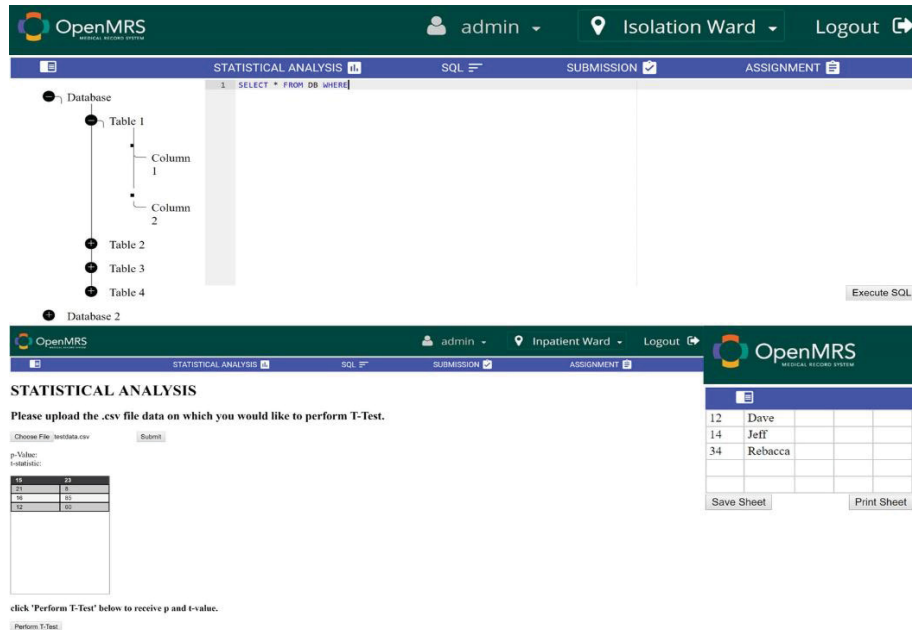 OpenMRS
MEDICAL RECORD SYSTEM
admin
Isolation Ward
Logout
STATISTICAL ANALYSIS
SQL
SUBMISSION
ASSIGNMENT
Database
Table 1
Column
1
Column
2
Table 2
Table 3
Table 4
Database 2
1 SELECT * FROM DB WHERE
Execute SQL
OpenMRS
admin
Inpatient Ward
Logout
STATISTICAL ANALYSIS
SQL
SUBMISSION
ASSIGNMENT
STATISTICAL ANALYSIS
Please upload the .csv file data on which you would like to perform T-Test.
Choose File testdata.csv Submit
p-Value:
t-statistic:
15 23
21 8
16 85
12 60
click 'Perform T-Test' below to receive p and t-value.
Perform T-Test
OpenMRS
MEDICAL RECORD SYSTEM
12 Dave
14 Jeff
34 Rebacca
Save Sheet Print Sheet